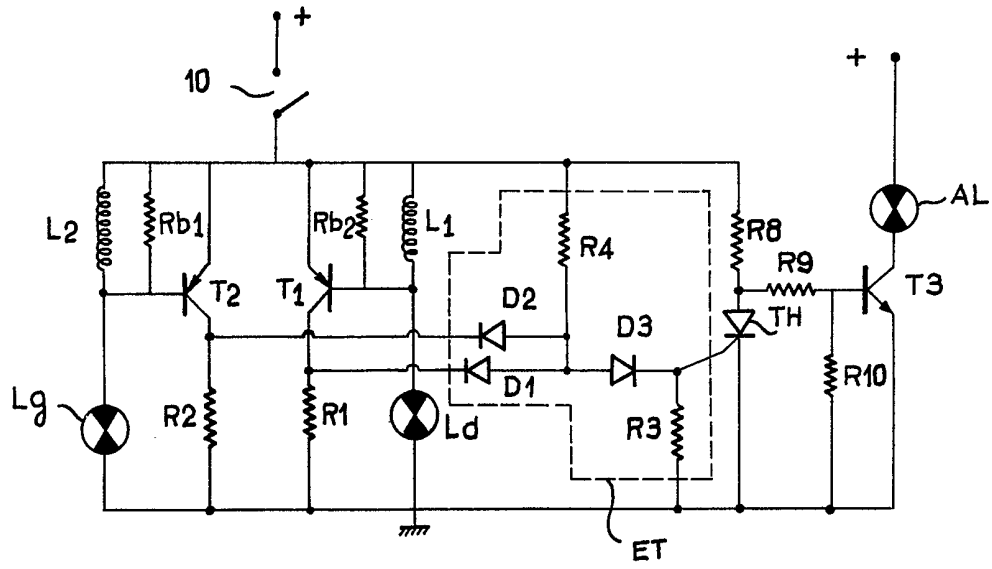 +
10
+
AL
L2
Rb1
Rb2
L1
R4
R8
R9
T2
T1
T3
D2
D3
TH
D1
R10
Lg
R2
R1
Ld
R3
ET